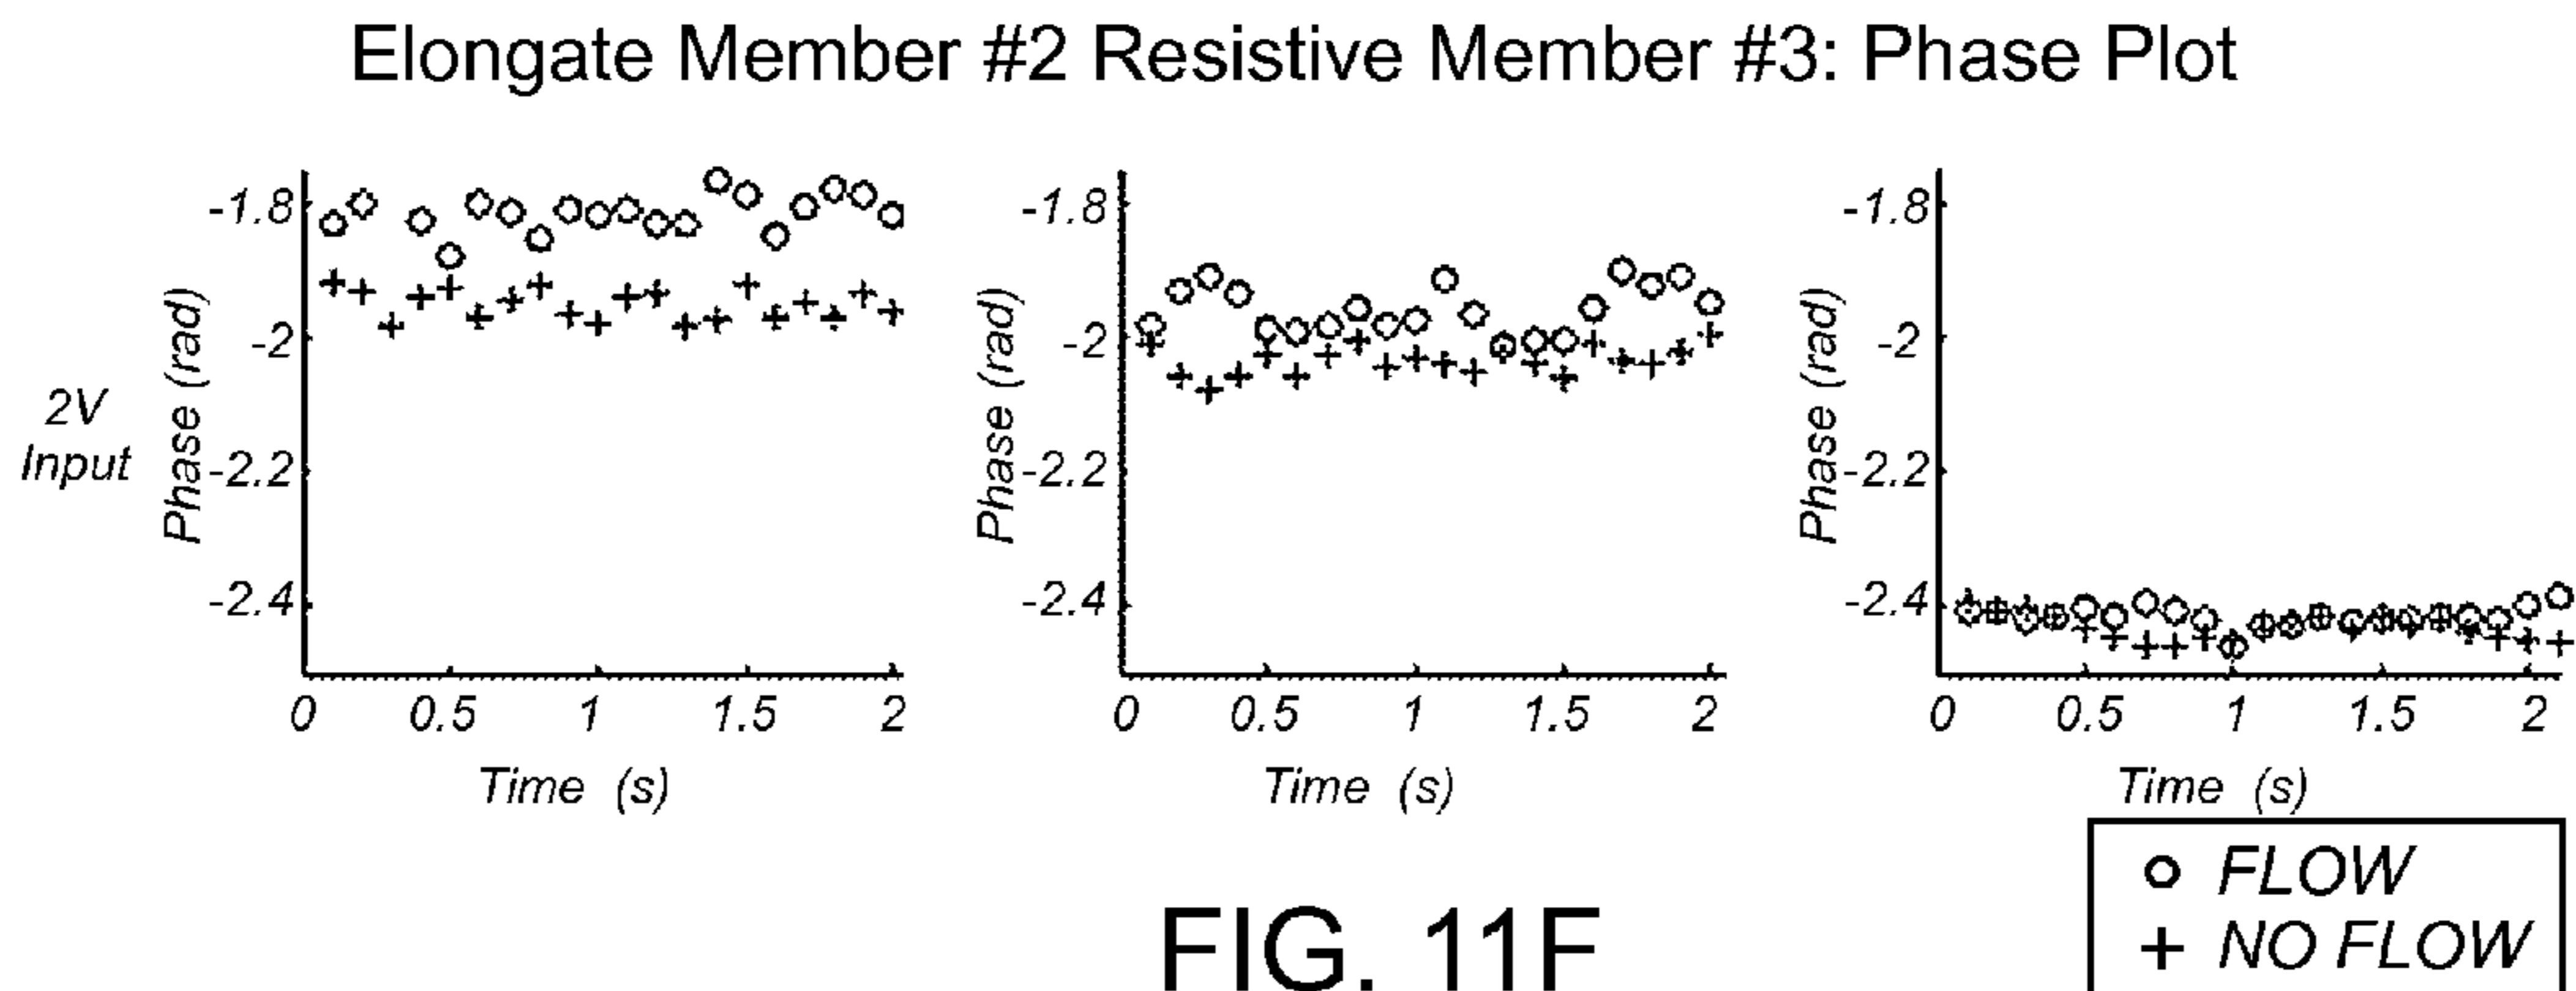 Elongate Member #2 Resistive Member #3: Phase Plot
2V
Input
Phase (rad)
-1.8
-2
-2.2
-2.4
0 0.5 1 1.5 2
Time (s)
Phase (rad)
-1.8
-2
-2.2
-2.4
0 0.5 1 1.5 2
Time (s)
Phase (rad)
-1.8
-2
-2.2
-2.4
0 0.5 1 1.5 2
Time (s)
FLOW
NO FLOW
FIG. 11F